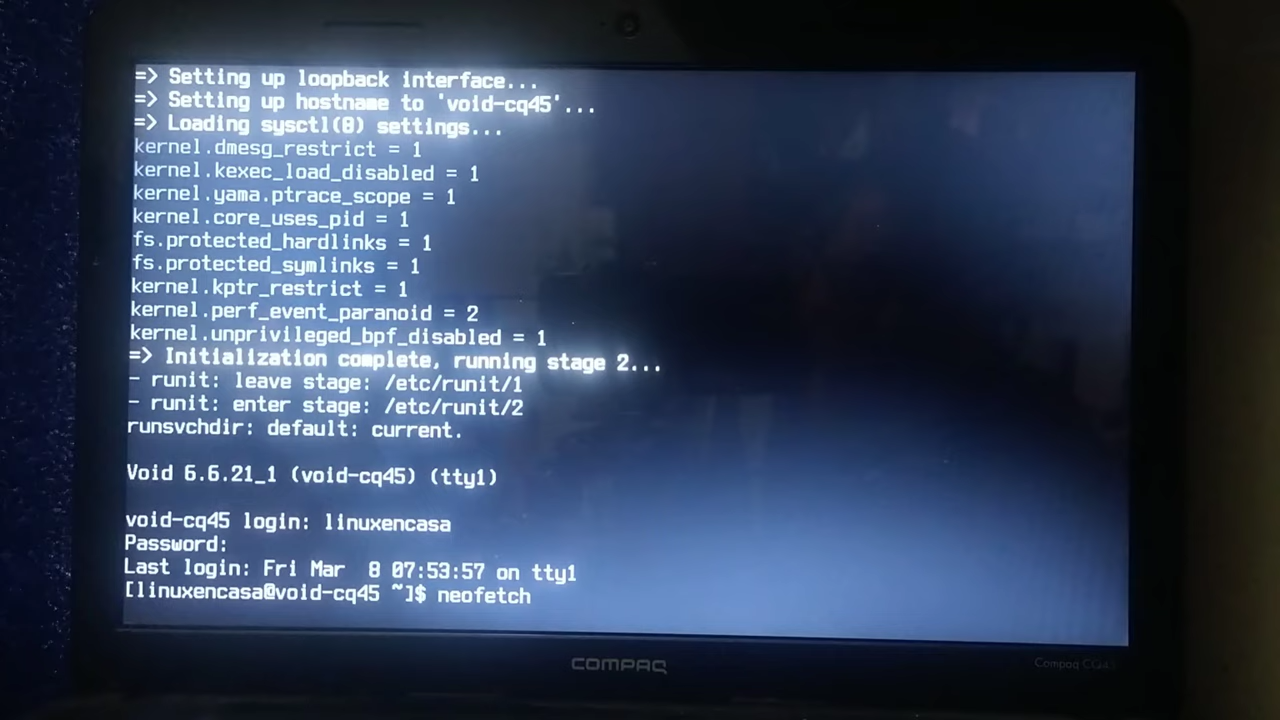 => Setting up loopback interface...
=> Setting up hostname to 'void-cq45'...
=> Loading sysctl(8) settings...
kernel.dmesg_restrict = 1
kernel.kexec_load_disabled = 1
kernel.yama.ptrace_scope = 1
kernel.core_uses_pid = 1
fs.protected_hardlinks = 1
fs.protected_symlinks = 1
kernel.kptr_restrict = 1
kernel.perf_event_paranoid = 2
kernel.unprivileged_bpf_disabled = 1
=> Initialization complete, running stage 2...
- runit: leave stage: /etc/runit/1
- runit: enter stage: /etc/runit/2
runsvchdir: default: current.
Void 6.6.21_1 (void-cq45) (tty1)
void-cq45 login: linuxencasa
Password:
Last login: Fri Mar  8 07:53:57 on tty1
[linuxencasa@void-cq45 ~]$ neofetch
COMPAQ
Compaq